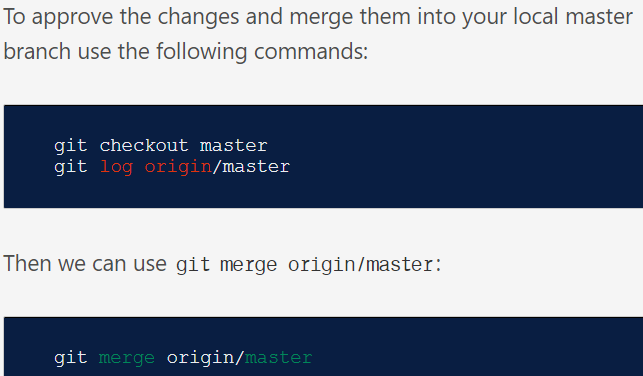 To approve the changes and merge them into your local master
branch use the following commands:
git checkout master
git log origin/master
Then we can use git merge origin/master:
git merge origin/master